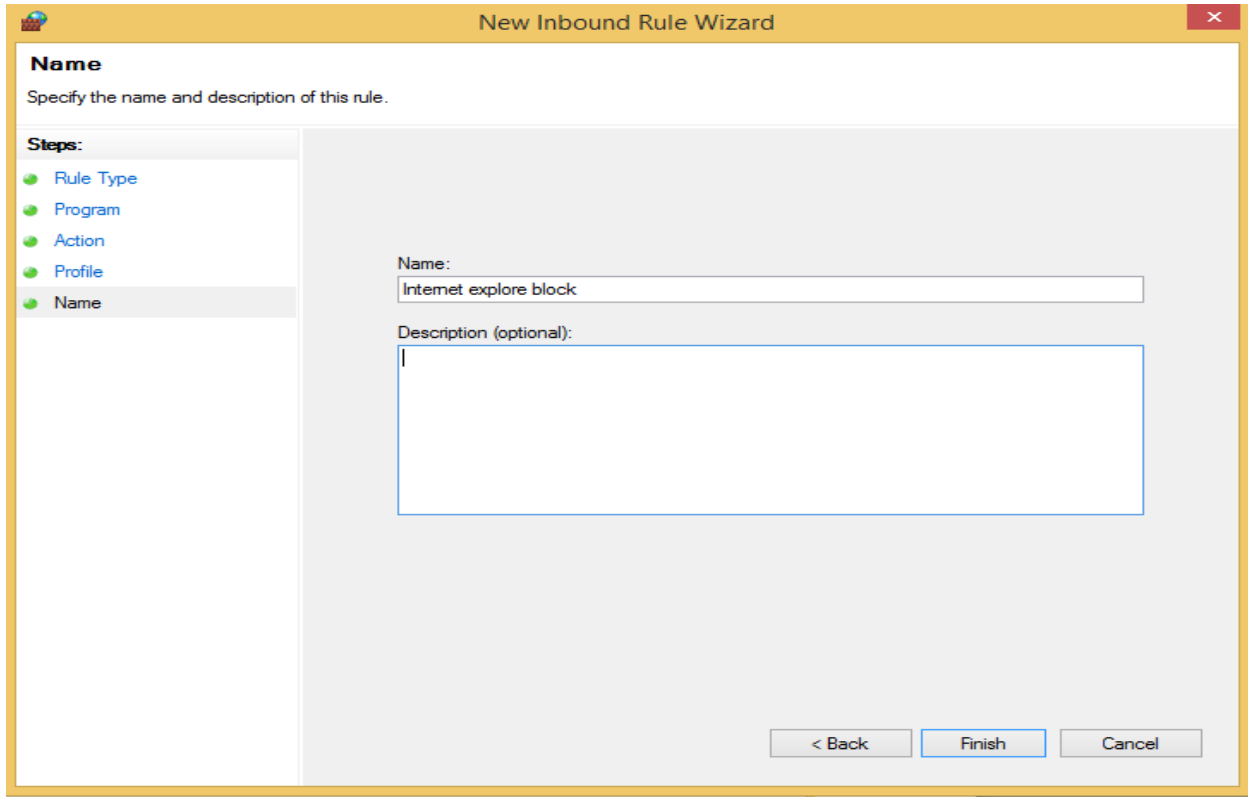 New Inbound Rule Wizard
Name
Specify the name and description of this rule.
Steps:
Rule Type
Program
Action
Profile
Name
Name:
Internet explore block
Description (optional):
< Back
Finish
Cancel